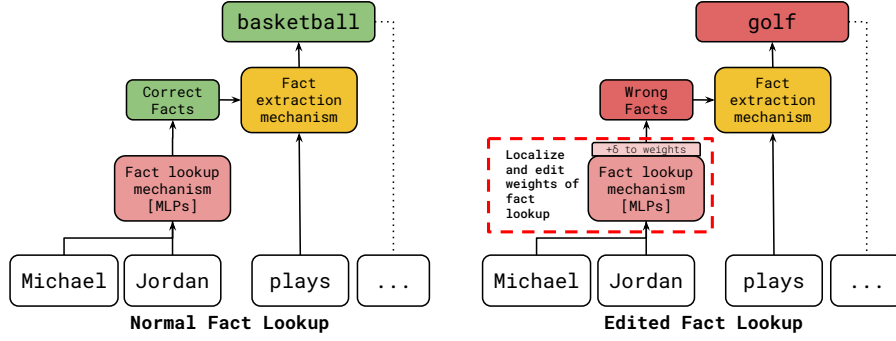 basketball
Correct
Facts
Fact
extraction
mechanism
Fact lookup
mechanism
[MLPs]
Michael
Jordan
plays
...
Normal Fact Lookup
golf
Wrong
Facts
Fact
extraction
mechanism
Localize
and edit
weights of
fact
lookup
+δ to weights
Fact lookup
mechanism
[MLPs]
Michael
Jordan
plays
...
Edited Fact Lookup